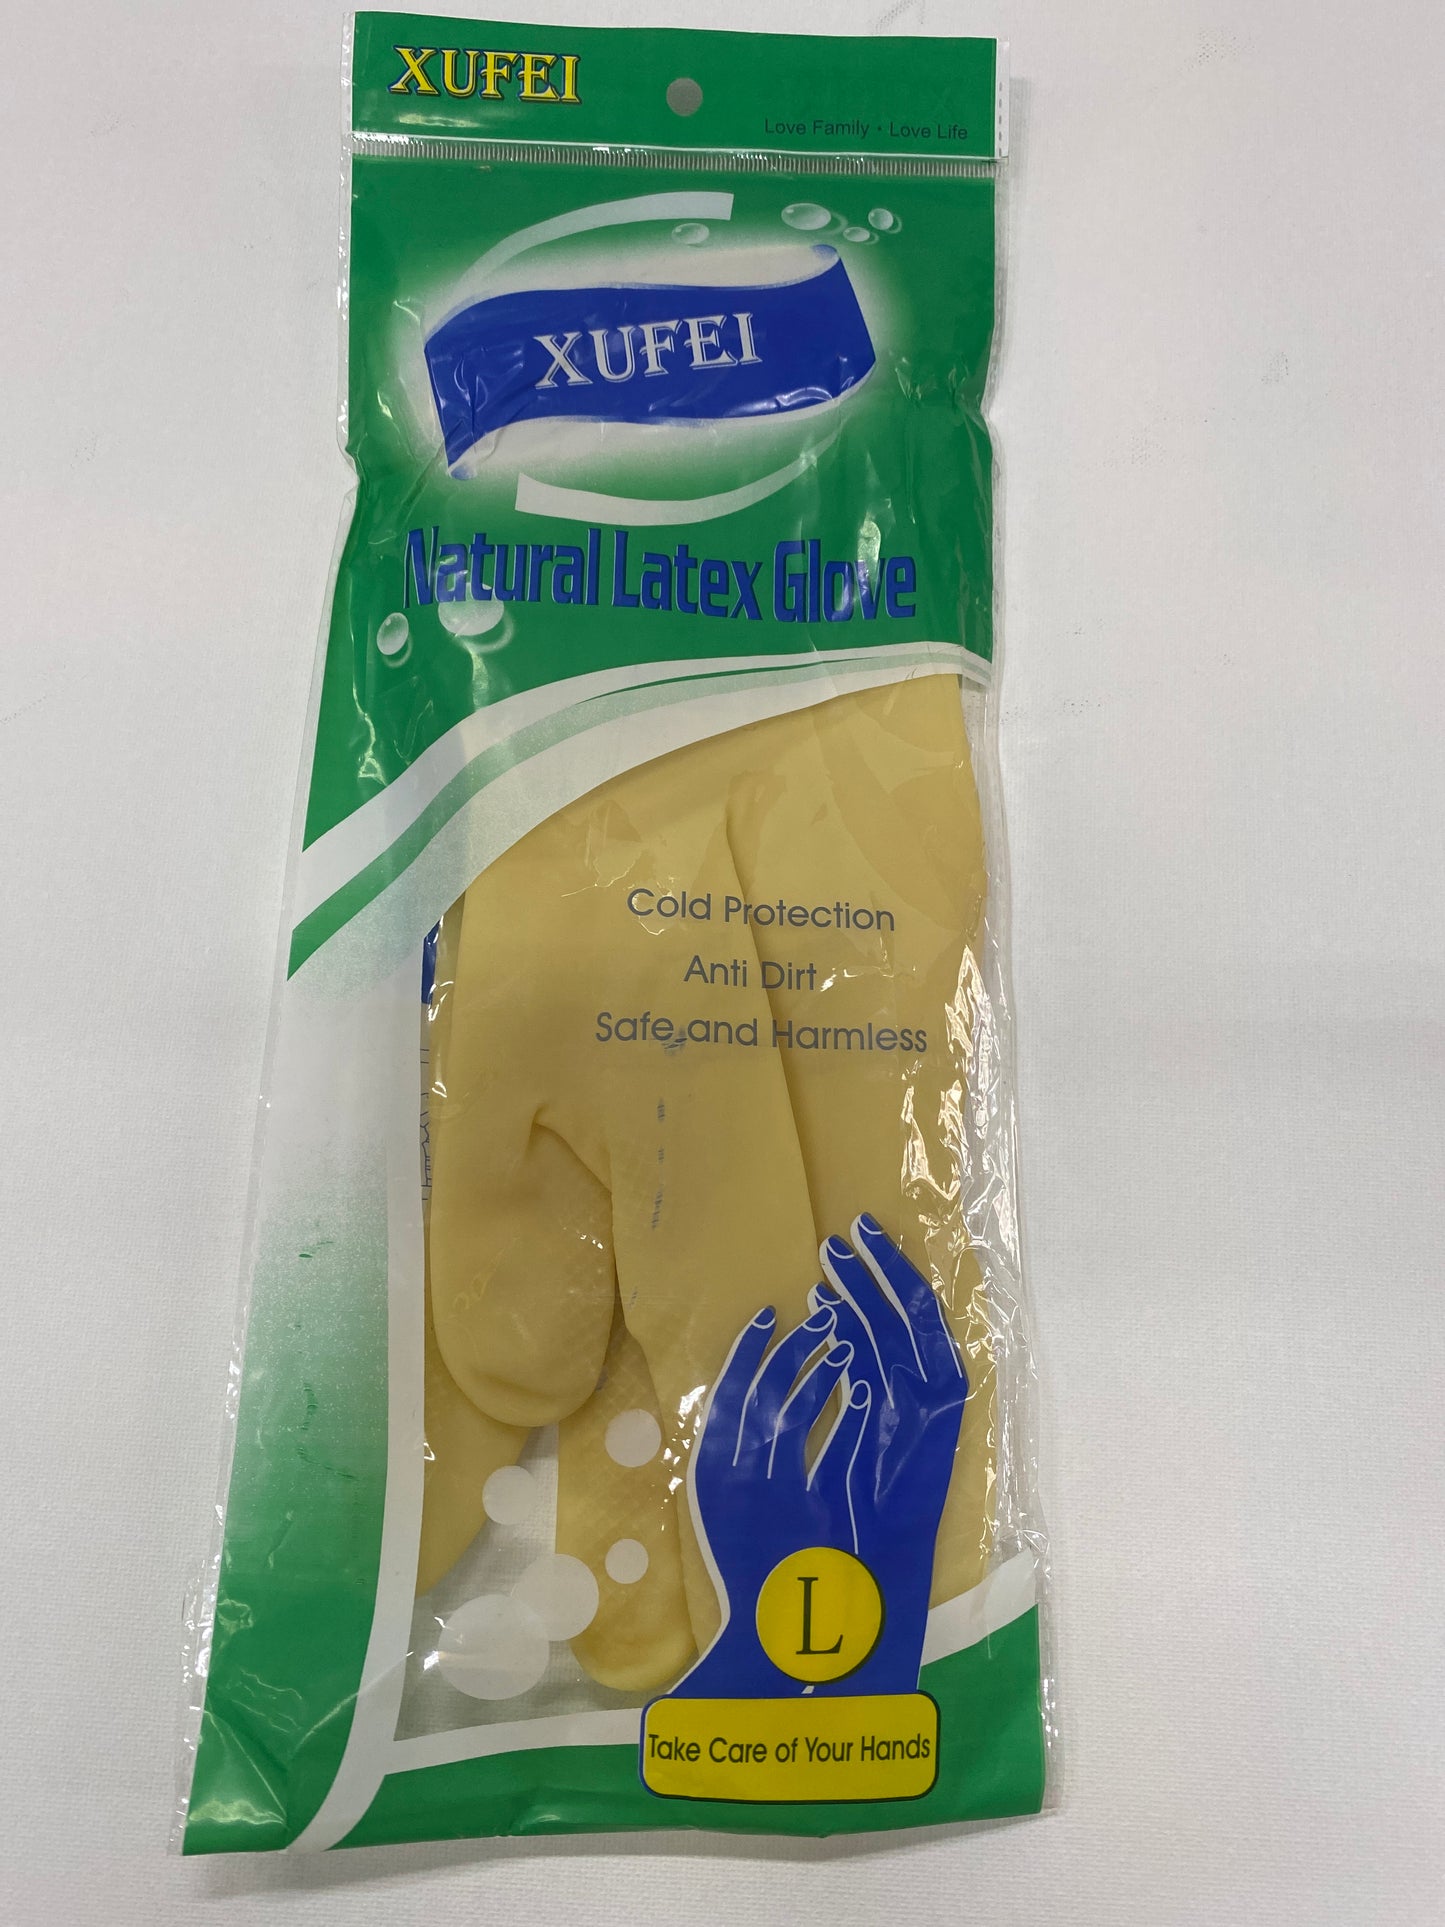 XUFEI
Love Family · Love Life
XUFEI
Natural Latex Glove
Cold Protection
Anti Dirt
Safe and Harmless
L
Take Care of Your Hands